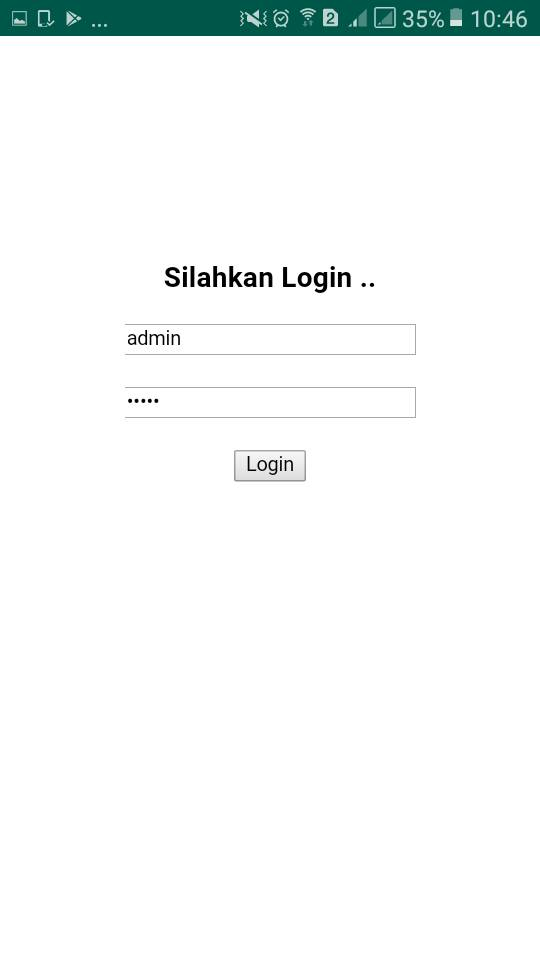 ... 35% 10:46
Silahkan Login ..
admin
•••••
Login